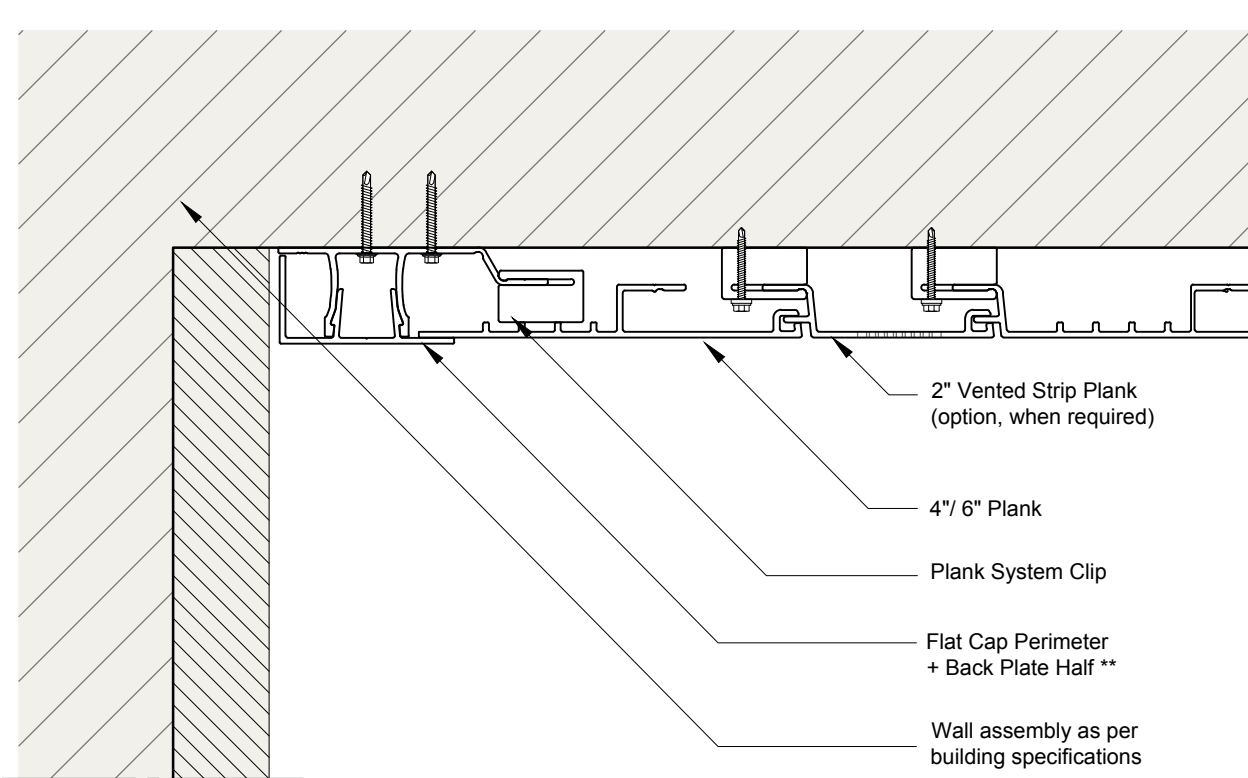 2" Vented Strip Plank
(option, when required)
4"/ 6" Plank
Plank System Clip
Flat Cap Perimeter
+ Back Plate Half **
Wall assembly as per
building specifications